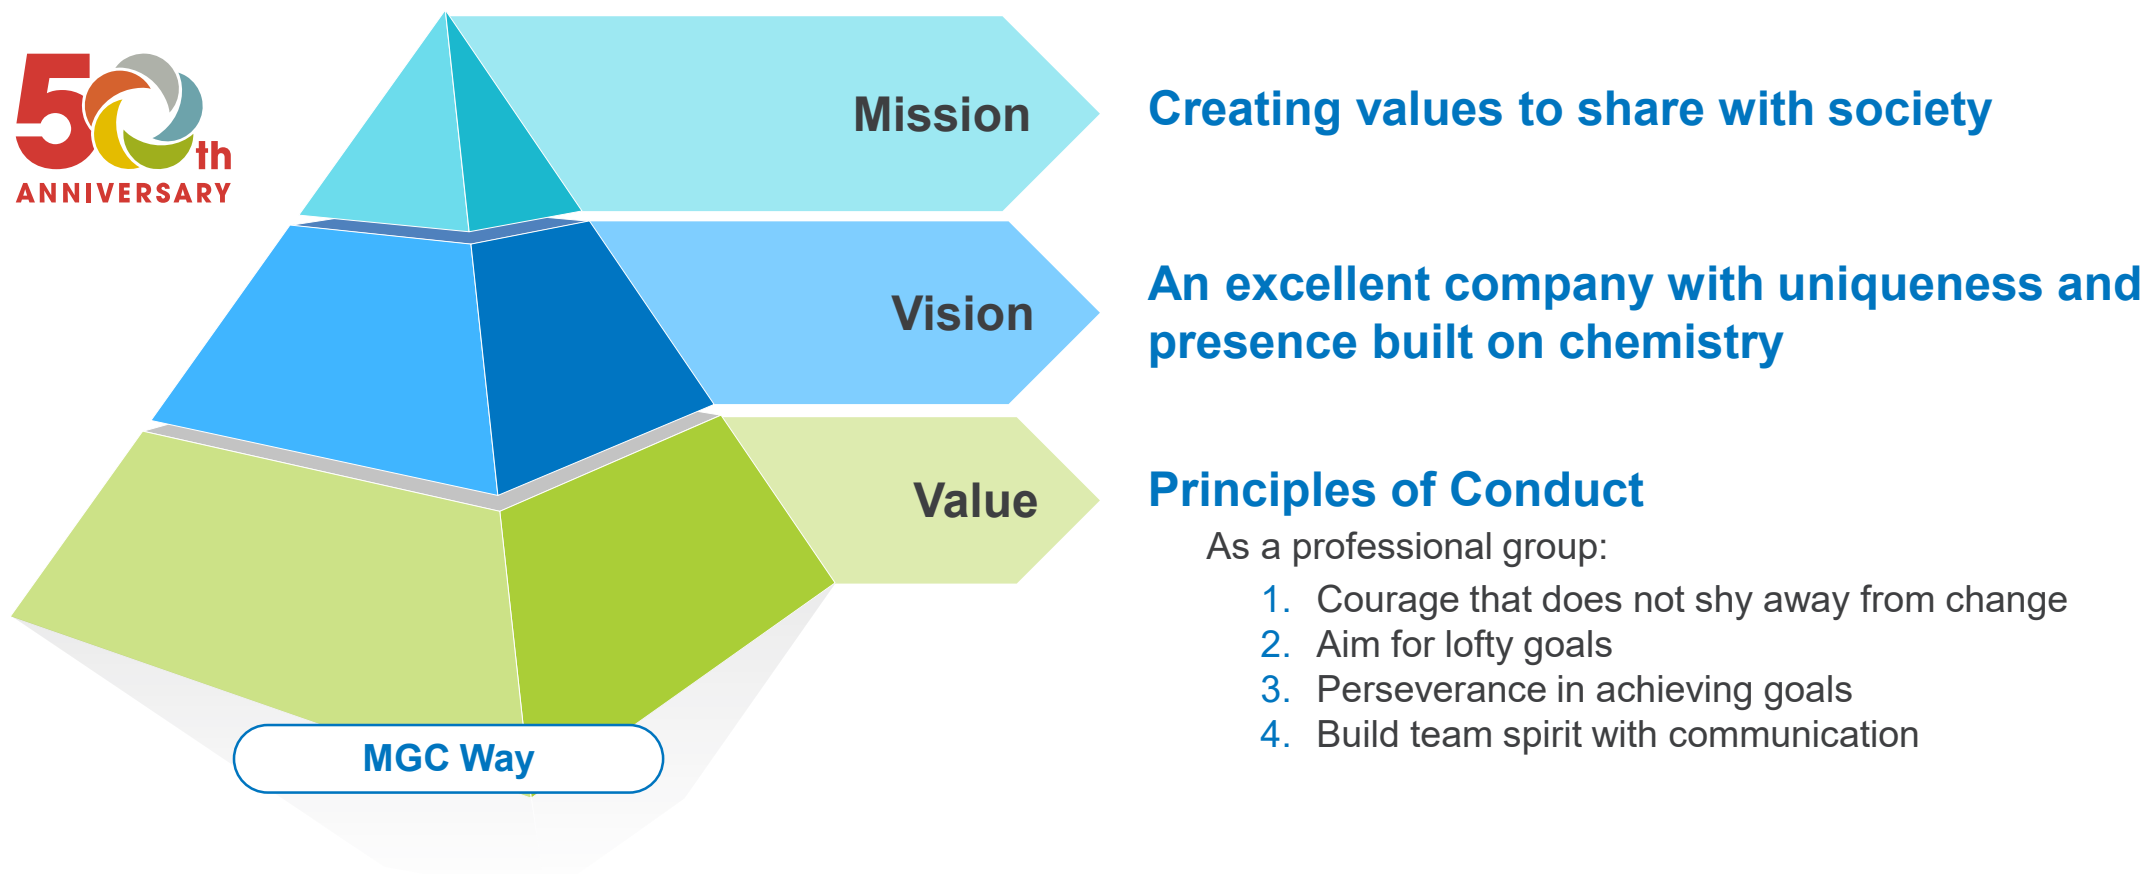 50th
ANNIVERSARY
Mission
Creating values to share with society
Vision
An excellent company with uniqueness and
presence built on chemistry
Value
Principles of Conduct
As a professional group:
1. Courage that does not shy away from change
2. Aim for lofty goals
3. Perseverance in achieving goals
4. Build team spirit with communication
MGC Way